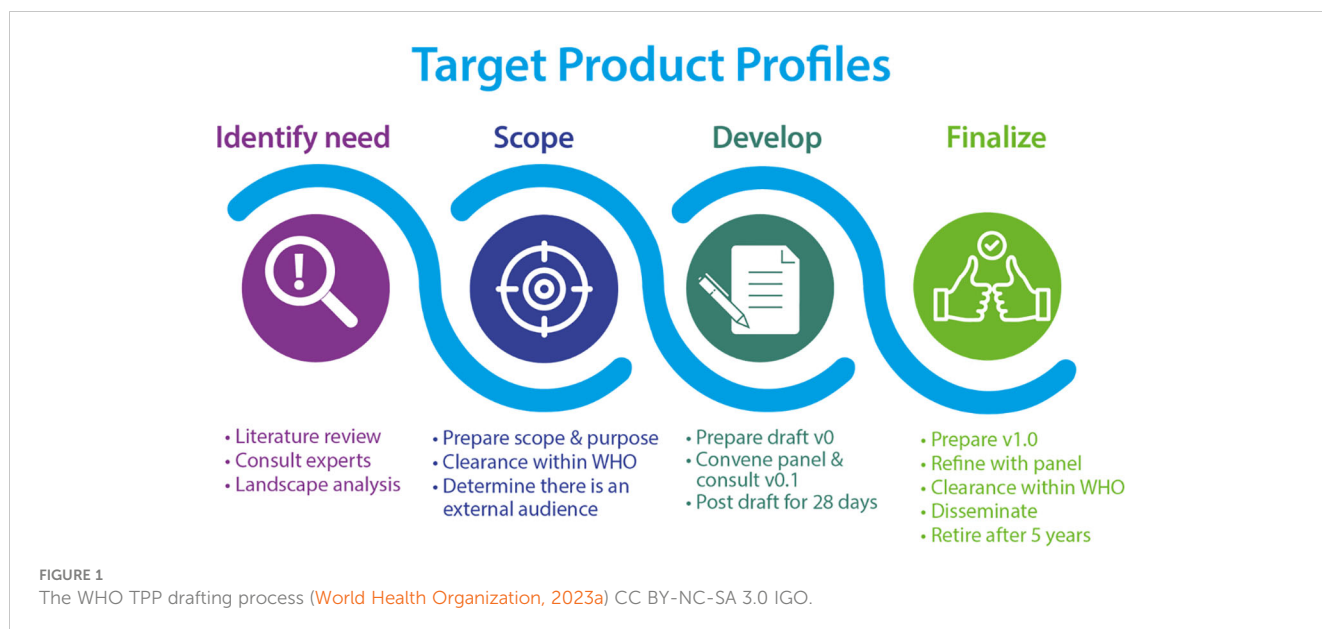 Target Product Profiles
Identify need
Scope
Develop
Finalize
• Literature review
• Consult experts
• Landscape analysis
• Prepare scope & purpose
• Clearance within WHO
• Determine there is an
external audience
• Prepare draft v0
• Convene panel &
consult v0.1
• Post draft for 28 days
• Prepare v1.0
• Refine with panel
• Clearance within WHO
• Disseminate
• Retire after 5 years
FIGURE 1
The WHO TPP drafting process (World Health Organization, 2023a) CC BY-NC-SA 3.0 IGO.